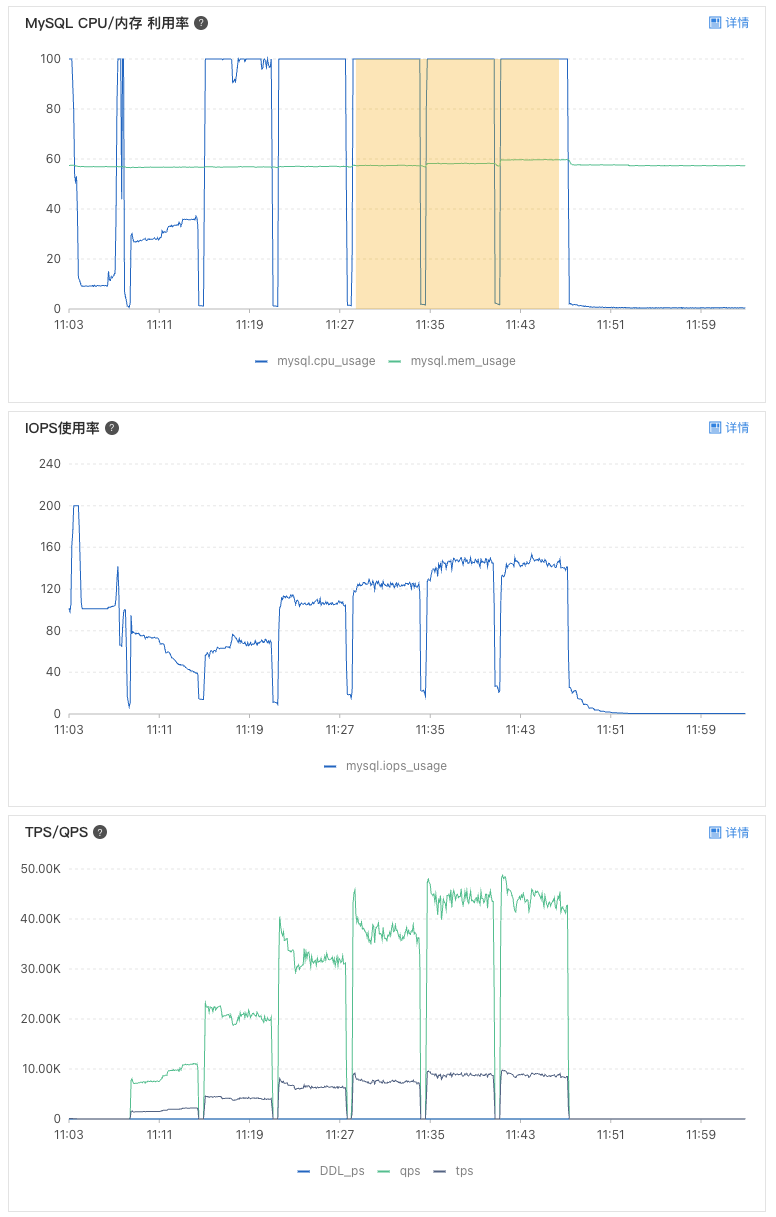 MySQL CPU/内存 利用率 ? 详情
100
80
60
40
20
0
11:03 11:11 11:19 11:27 11:35 11:43 11:51 11:59
mysql.cpu_usage mysql.mem_usage
IOPS使用率 ? 详情
240
200
160
120
80
40
0
11:03 11:11 11:19 11:27 11:35 11:43 11:51 11:59
mysql.iops_usage
TPS/QPS ? 详情
50.00K
40.00K
30.00K
20.00K
10.00K
0
11:03 11:11 11:19 11:27 11:35 11:43 11:51 11:59
DDL_ps qps tps